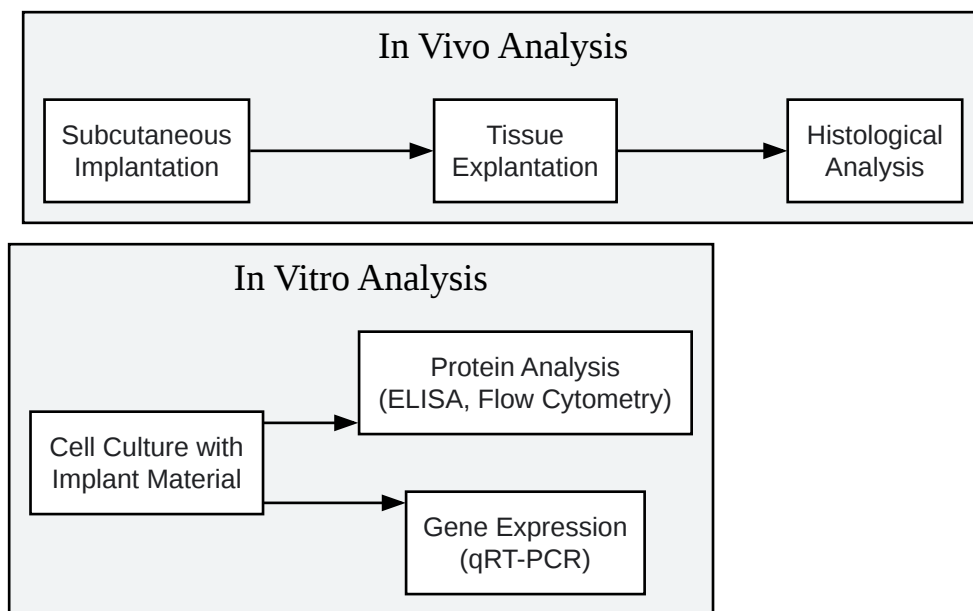 In Vivo Analysis
Subcutaneous
Implantation
Tissue
Explantation
Histological
Analysis
In Vitro Analysis
Cell Culture with
Implant Material
Protein Analysis
(ELISA, Flow Cytometry)
Gene Expression
(qRT-PCR)